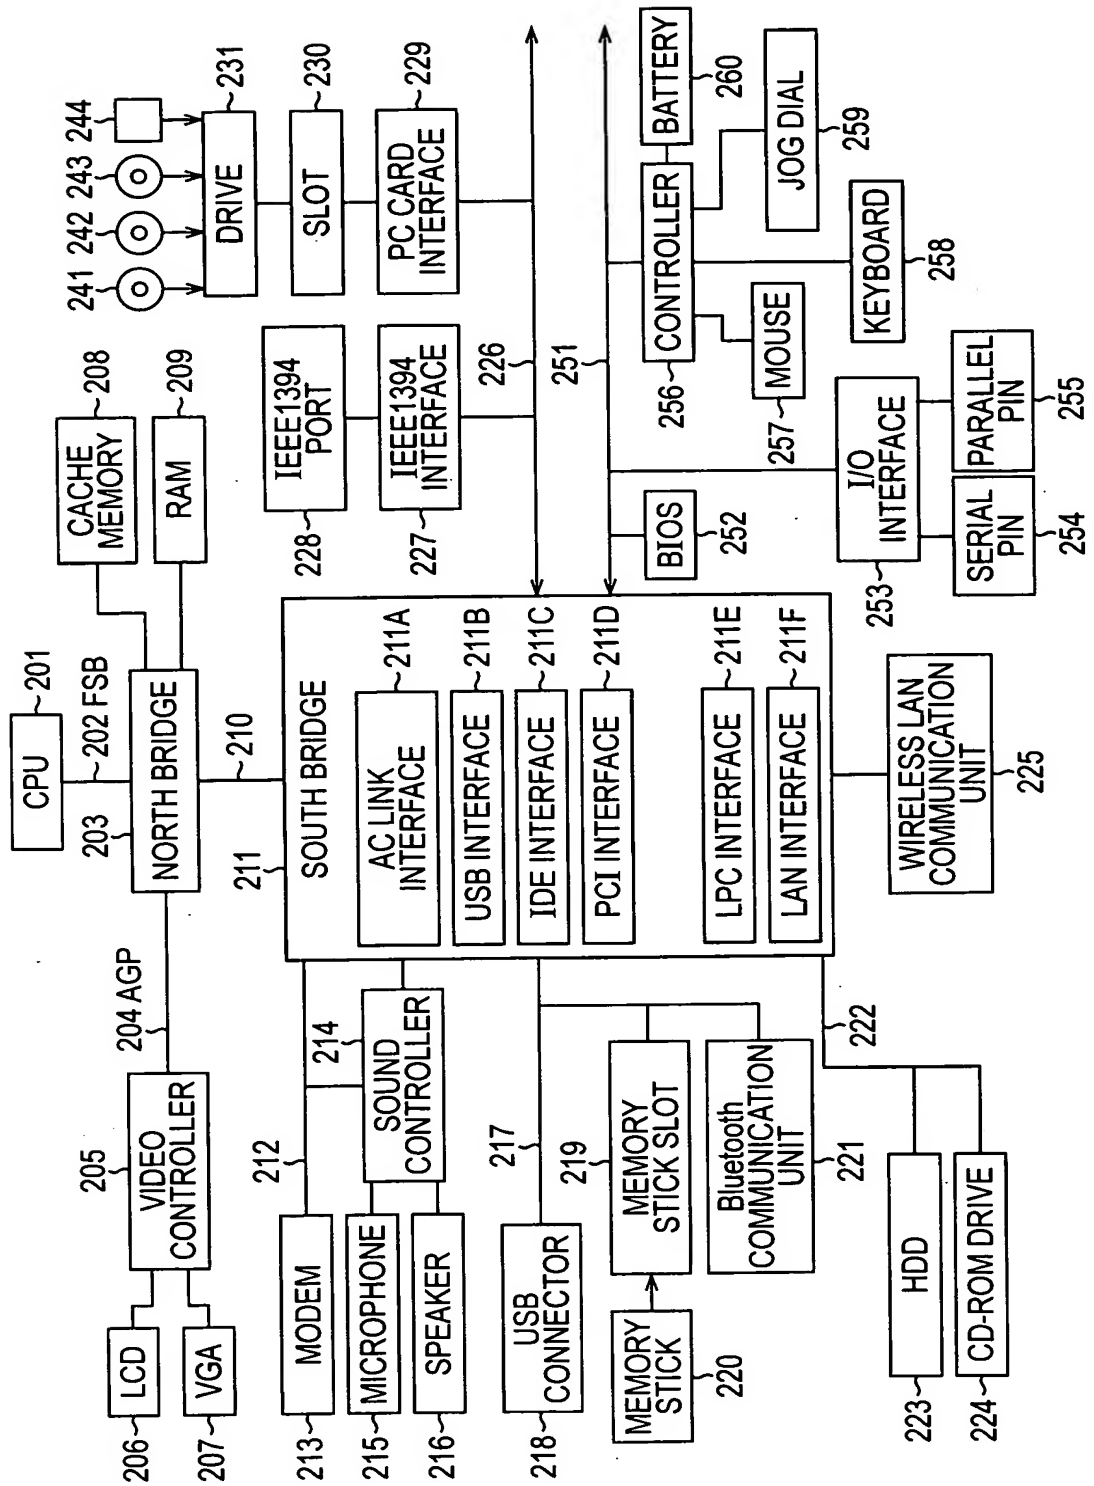 CPU
201
202 FSB
203
NORTH BRIDGE
CACHE
MEMORY
208
RAM
209
204 AGP
205
VIDEO
CONTROLLER
LCD
206
VGA
207
210
211
SOUTH BRIDGE
AC LINK
INTERFACE
211A
USB INTERFACE
211B
IDE INTERFACE
211C
PCI INTERFACE
211D
LPC INTERFACE
211E
LAN INTERFACE
211F
212
MODEM
213
214
SOUND
CONTROLLER
MICROPHONE
215
SPEAKER
216
217
USB
CONNECTOR
218
219
MEMORY
STICK SLOT
MEMORY
STICK
220
Bluetooth
COMMUNICATION
UNIT
221
222
HDD
223
CD-ROM DRIVE
224
WIRELESS LAN
COMMUNICATION
UNIT
225
226
IEEE1394
PORT
228
IEEE1394
INTERFACE
227
241
242
243
244
DRIVE
231
SLOT
230
PC CARD
INTERFACE
229
251
BIOS
252
I/O
INTERFACE
253
SERIAL
PIN
254
PARALLEL
PIN
255
CONTROLLER
256
MOUSE
257
KEYBOARD
258
JOG DIAL
259
BATTERY
260